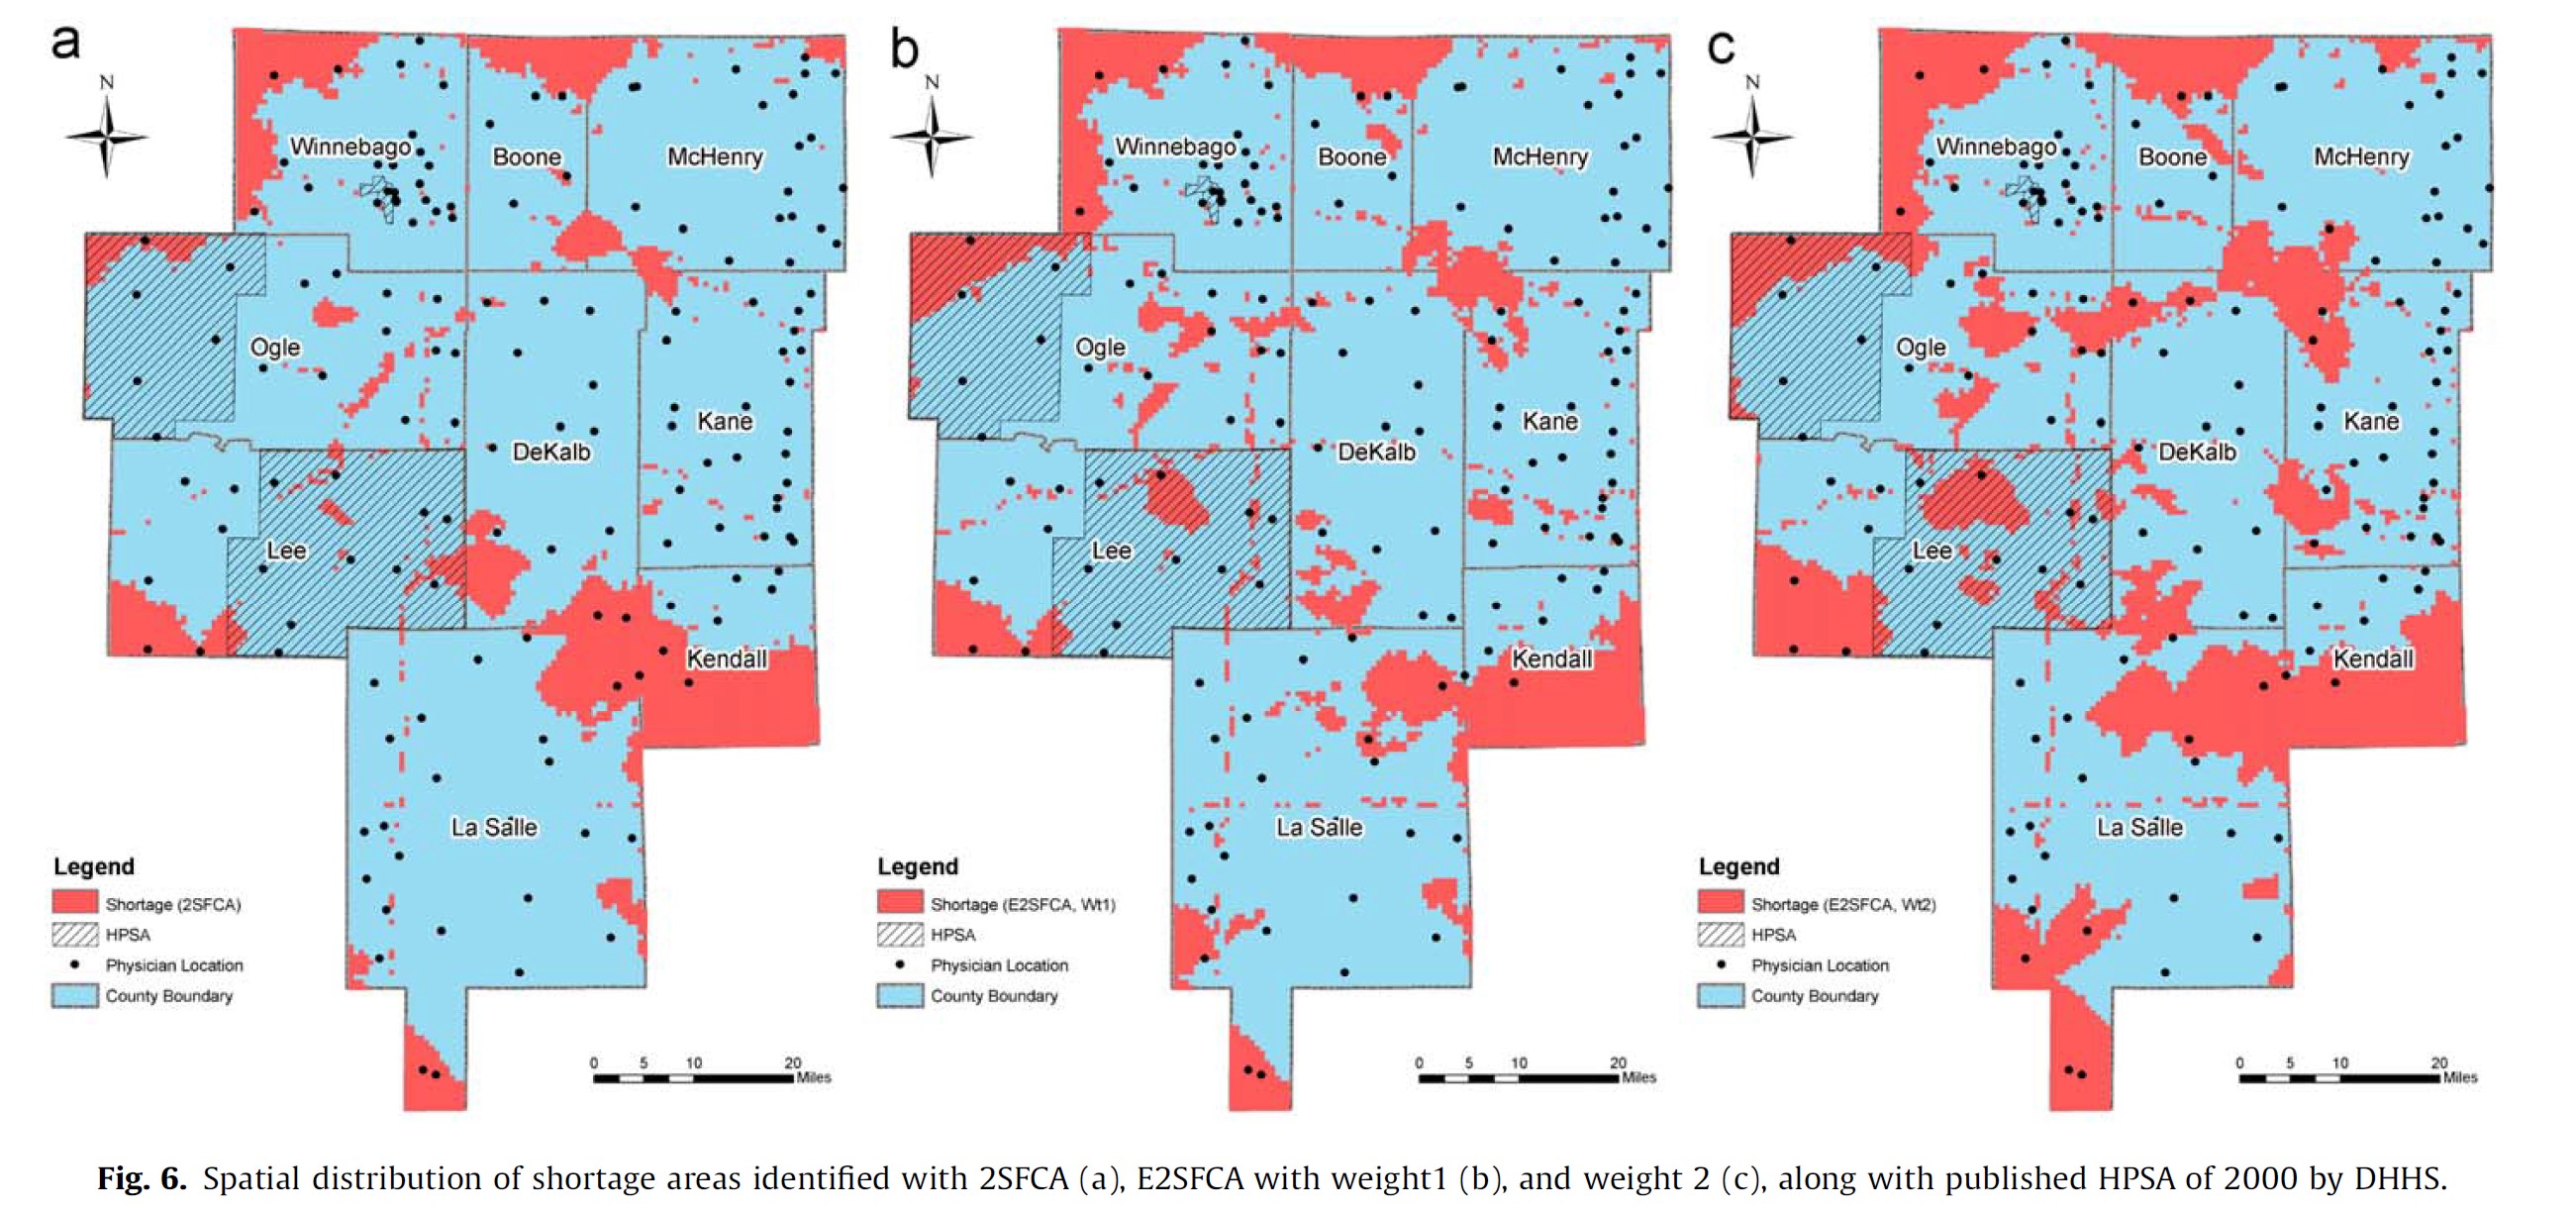 a
N
Winnebago
Boone
McHenry
Ogle
DeKalb
Kane
Lee
Kendall
La Salle
Legend
Shortage (2SFCA)
HPSA
Physician Location
County Boundary
0 5 10 20
Miles
b
N
Winnebago
Boone
McHenry
Ogle
DeKalb
Kane
Lee
Kendall
La Salle
Legend
Shortage (E2SFCA, Wt1)
HPSA
Physician Location
County Boundary
0 5 10 20
Miles
c
N
Winnebago
Boone
McHenry
Ogle
DeKalb
Kane
Lee
Kendall
La Salle
Legend
Shortage (E2SFCA, Wt2)
HPSA
Physician Location
County Boundary
0 5 10 20
Miles
Fig. 6. Spatial distribution of shortage areas identified with 2SFCA (a), E2SFCA with weight1 (b), and weight 2 (c), along with published HPSA of 2000 by DHHS.